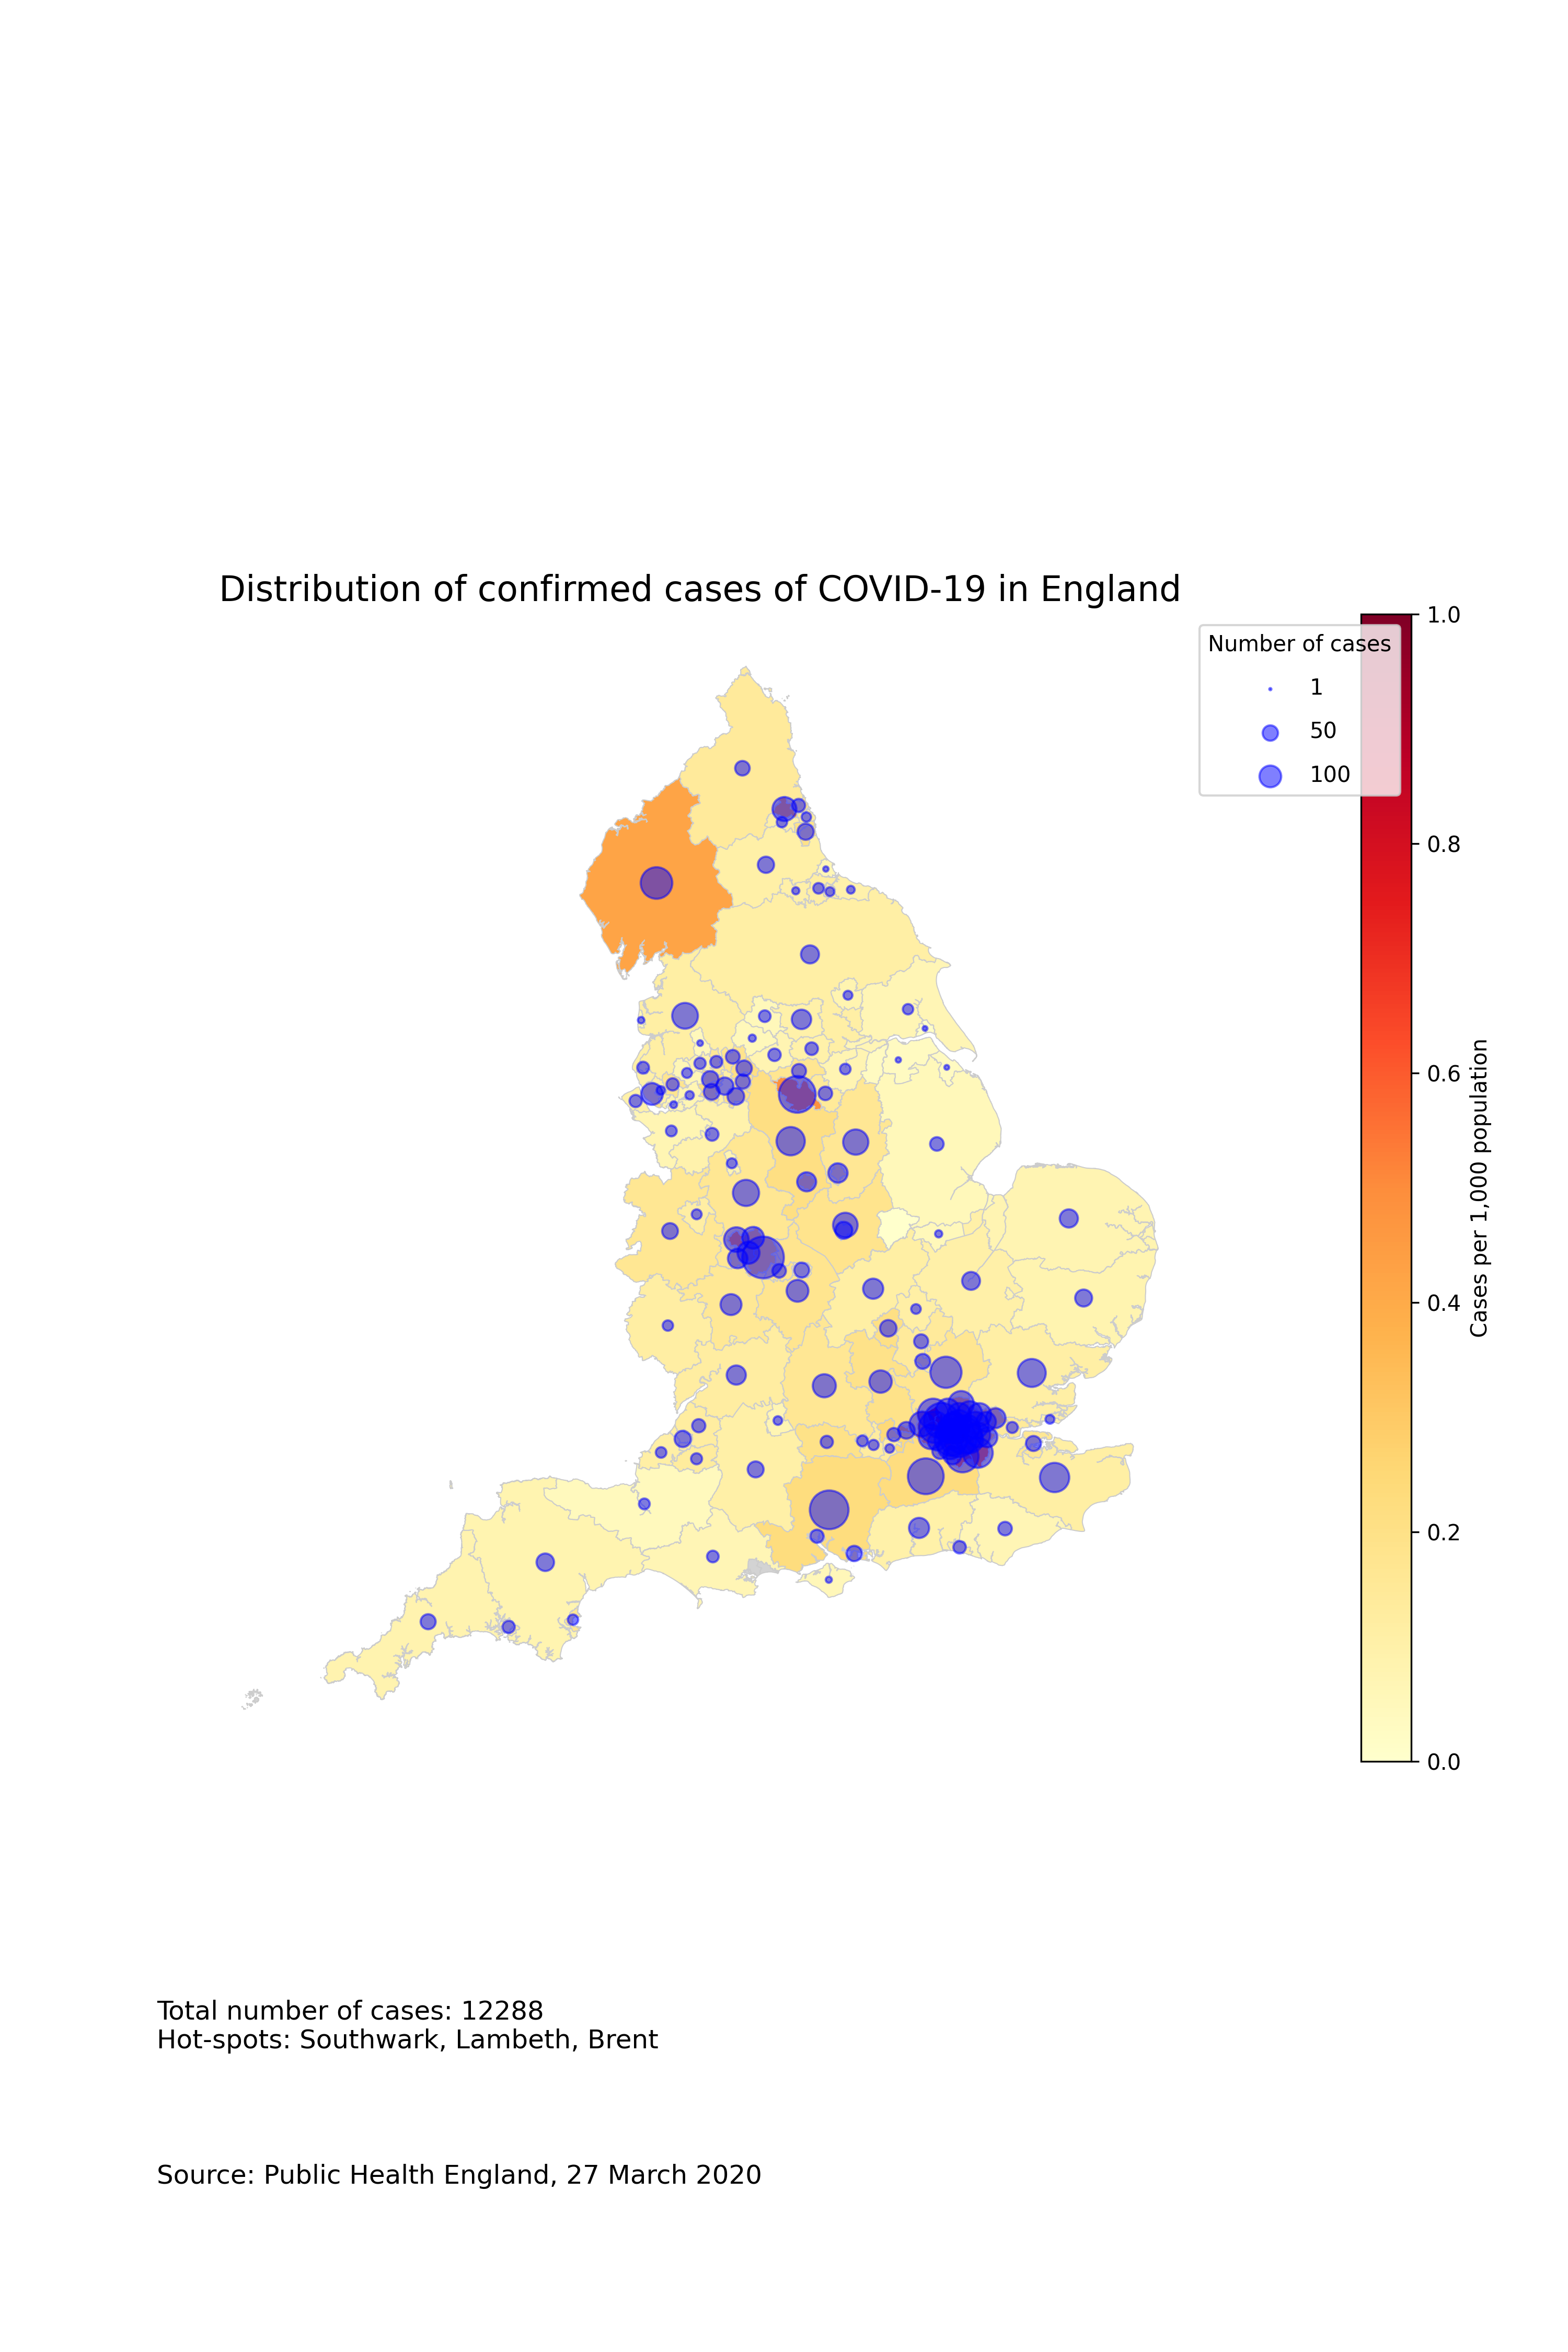 Distribution of confirmed cases of COVID-19 in England
Number of cases
1
50
100
1.0
0.8
0.6
0.4
0.2
0.0
Cases per 1,000 population
Total number of cases: 12288
Hot-spots: Southwark, Lambeth, Brent
Source: Public Health England, 27 March 2020